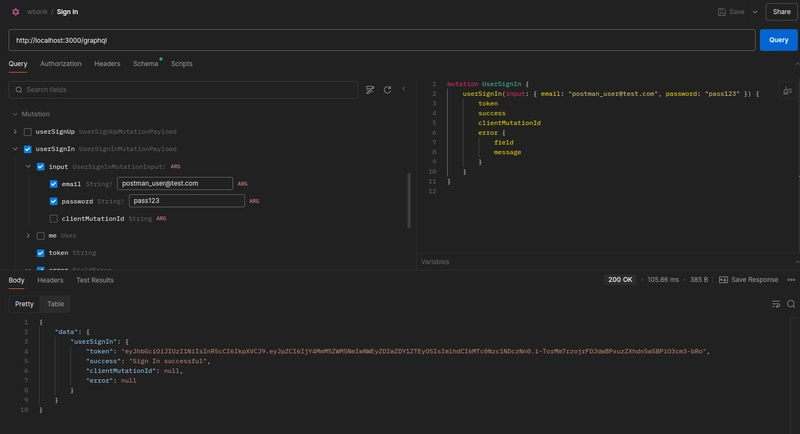 wbonk / Sign in
Save
Share
http://localhost:3000/graphql
Query
Query Authorization Headers Schema Scripts
Search fields
Mutation
userSignUp UserSignUpMutationPayload
userSignIn UserSignInMutationPayload
input UserSignInMutationInput! ARG
email String! postman_user@test.com ARG
password String! pass123 ARG
clientMutationId String ARG
me User
token String
error FieldError
1 mutation UserSignIn {
2 userSignIn(input: { email: "postman_user@test.com", password: "pass123" }) {
3 token
4 success
5 clientMutationId
6 error {
7 field
8 message
9 }
10 }
11 }
12
Variables
Body Headers Test Results
200 OK • 105.86 ms • 385 B Save Response
Pretty Table
1 {
2 "data": {
3 "userSignIn": {
4 "token":
5 "success": "Sign In successful",
6 "clientMutationId": null,
7 "error": null
8 }
9 }
10 }